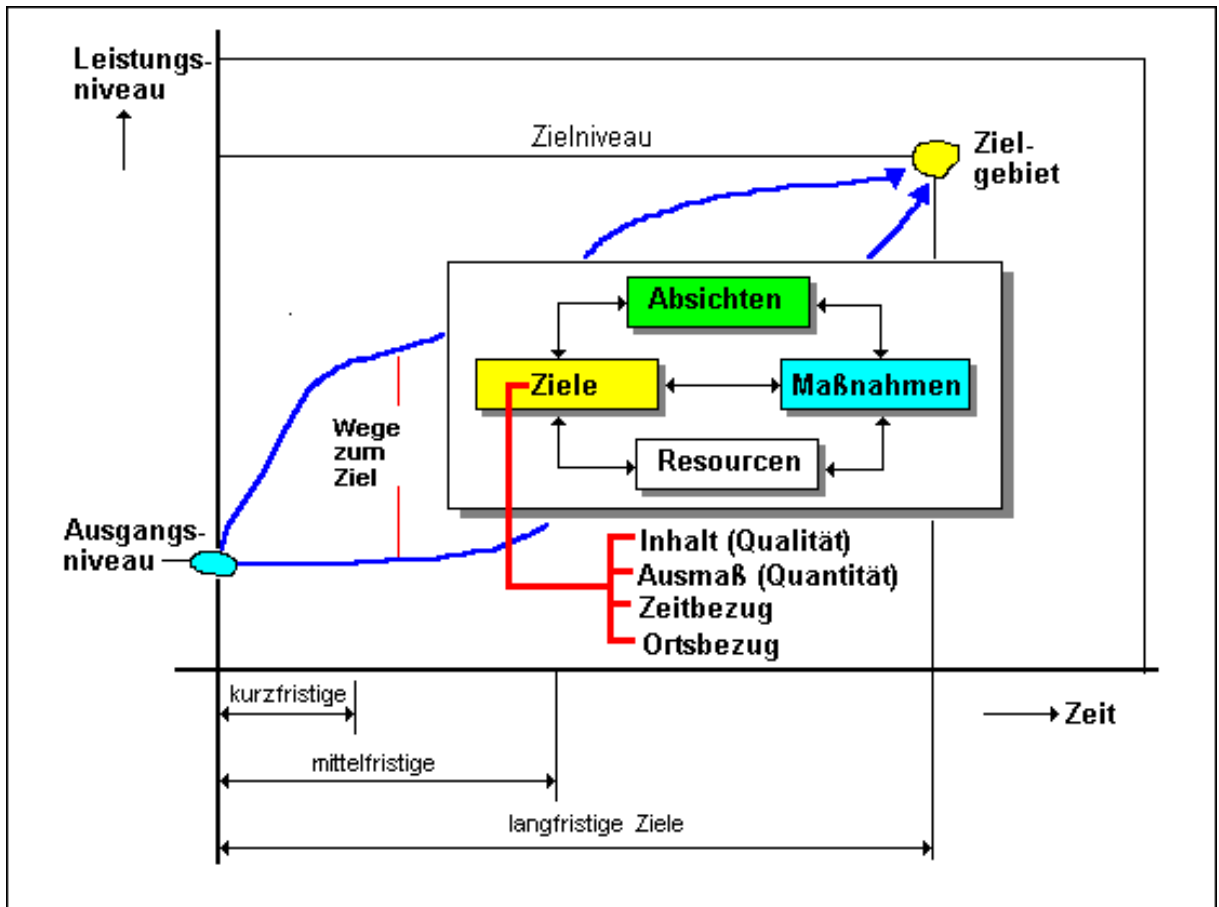 Leistungs-
niveau
Zielniveau
Ziel-
gebiet
Absichten
Ziele
Maßnahmen
Resourcen
Wege
zum
Ziel
Ausgangs-
niveau
Inhalt (Qualität)
Ausmaß (Quantität)
Zeitbezug
Ortsbezug
kurzfristige
Zeit
mittelfristige
langfristige Ziele